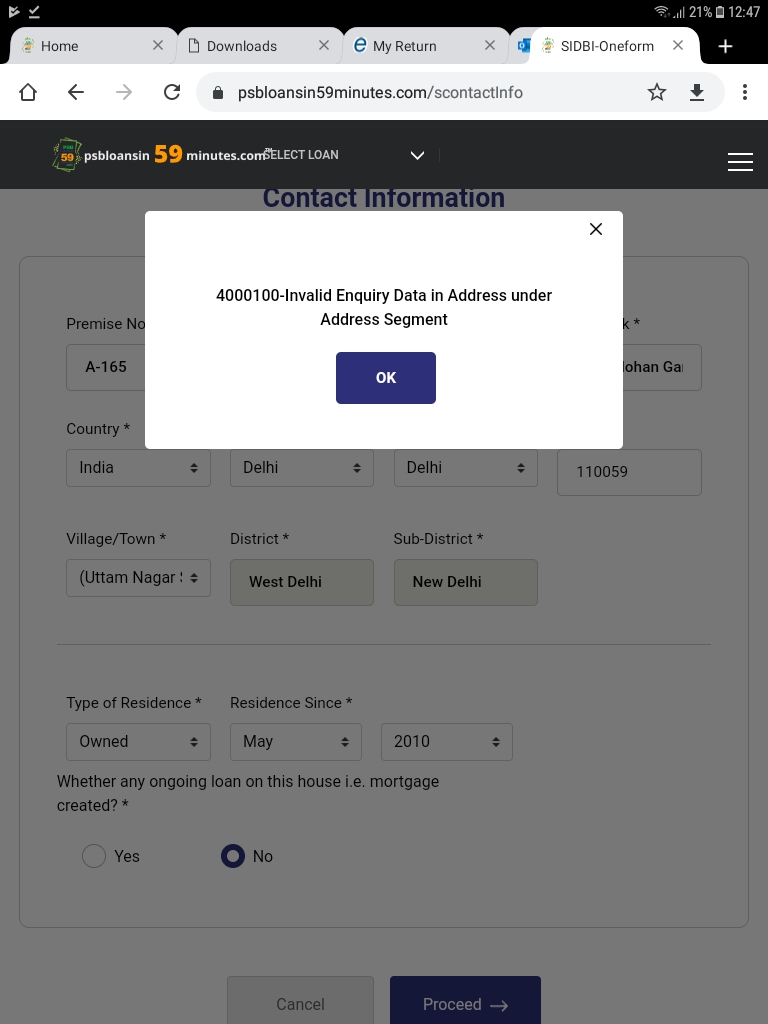 21% 12:47
Home
Downloads
My Return
SIDBI-Oneform
psbloansin59minutes.com/scontactInfo
psbloansin 59 minutes.com
SELECT LOAN
Contact Information
4000100-Invalid Enquiry Data in Address under
Address Segment
OK
Premise No
k *
A-165
Mohan Ga
Country *
India
Delhi
Delhi
110059
Village/Town *
District *
Sub-District *
(Uttam Nagar S
West Delhi
New Delhi
Type of Residence *
Residence Since *
Owned
May
2010
Whether any ongoing loan on this house i.e. mortgage
created? *
Yes
No
Cancel
Proceed